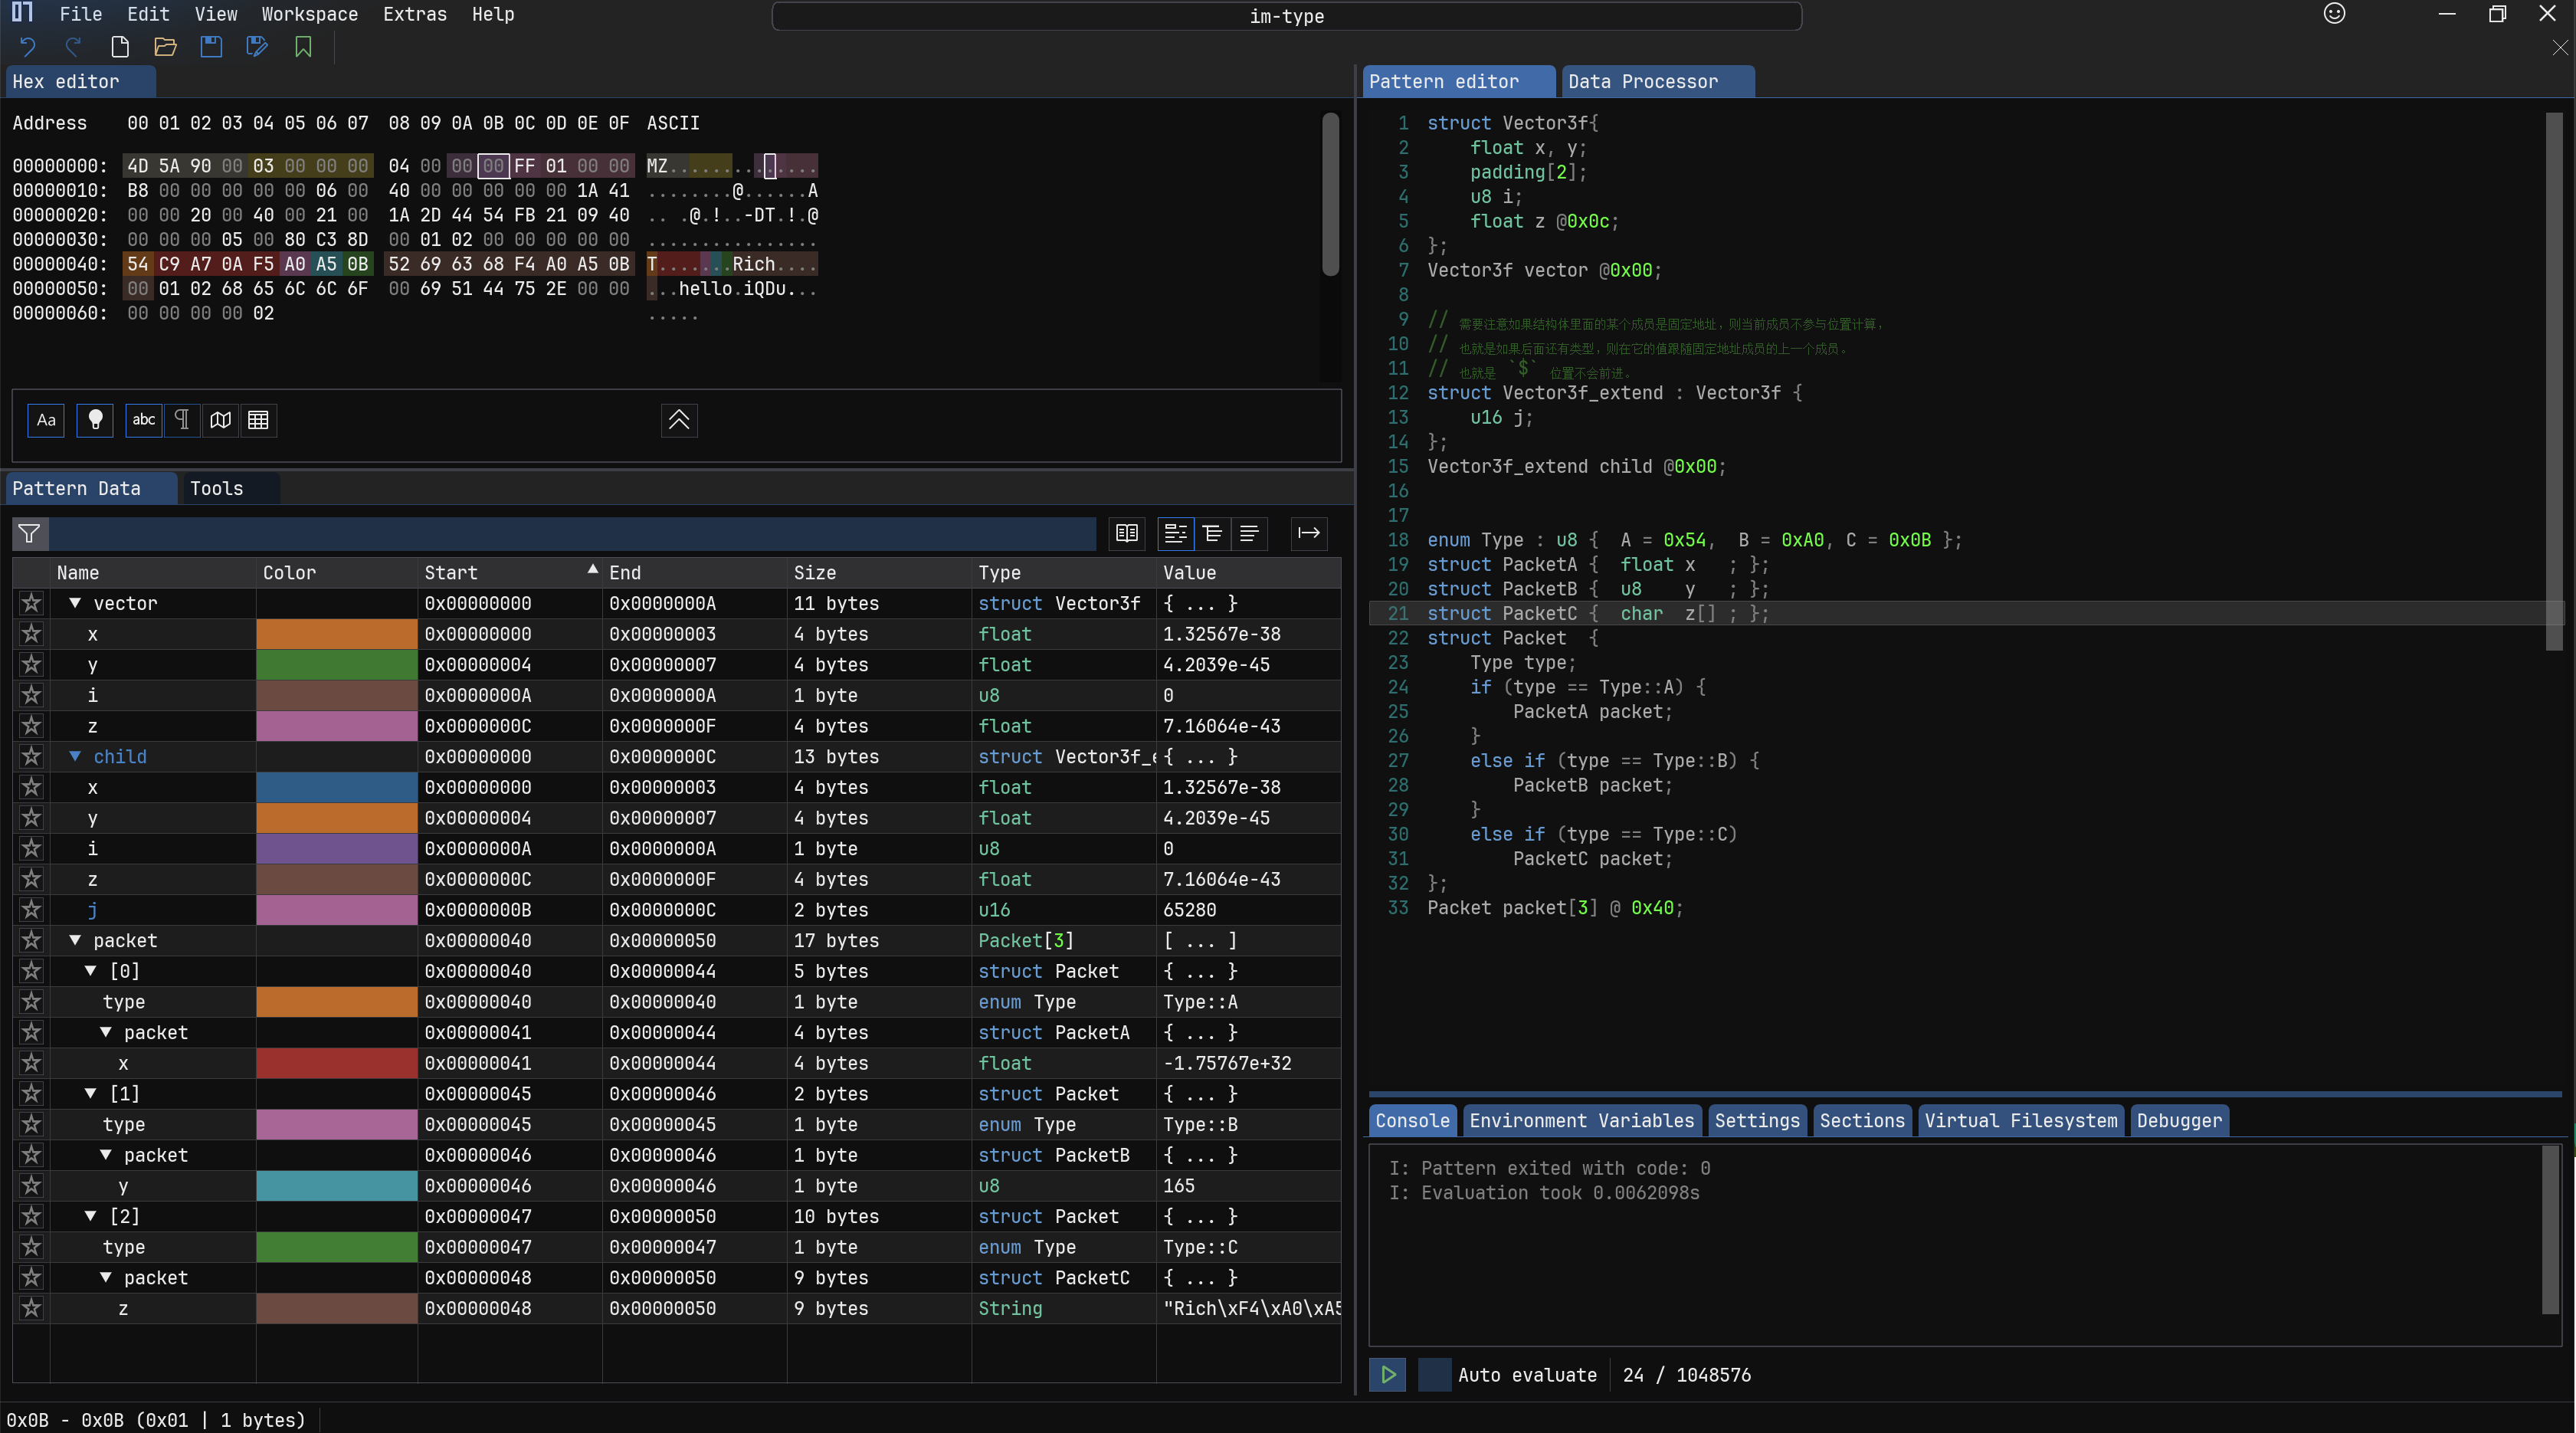 File Edit View Workspace Extras Help
im-type
Hex editor
Address 00 01 02 03 04 05 06 07 08 09 0A 0B 0C 0D 0E 0F ASCII
00000000: 4D 5A 90 00 03 00 00 00 04 00 00 00 FF 01 00 00 MZ..............
00000010: B8 00 00 00 00 00 06 00 40 00 00 00 00 00 1A 41 ........@......A
00000020: 00 00 20 00 40 00 21 00 1A 2D 44 54 FB 21 09 40 .. .@.!..-DT.!.@
00000030: 00 00 00 05 00 80 C3 8D 00 01 02 00 00 00 00 00 ................
00000040: 54 C9 A7 0A F5 A0 A5 0B 52 69 63 68 F4 A0 A5 0B T.......Rich....
00000050: 00 01 02 68 65 6C 6C 6F 00 69 51 44 75 2E 00 00 ...hello.iQDu...
00000060: 00 00 00 00 02 .....
Aa abc
Pattern Data Tools
Name Color Start End Size Type Value
vector 0x00000000 0x0000000A 11 bytes struct Vector3f { ... }
x 0x00000000 0x00000003 4 bytes float 1.32567e-38
y 0x00000004 0x00000007 4 bytes float 4.2039e-45
i 0x0000000A 0x0000000A 1 byte u8 0
z 0x0000000C 0x0000000F 4 bytes float 7.16064e-43
child 0x00000000 0x0000000C 13 bytes struct Vector3f_e { ... }
x 0x00000000 0x00000003 4 bytes float 1.32567e-38
y 0x00000004 0x00000007 4 bytes float 4.2039e-45
i 0x0000000A 0x0000000A 1 byte u8 0
z 0x0000000C 0x0000000F 4 bytes float 7.16064e-43
j 0x0000000B 0x0000000C 2 bytes u16 65280
packet 0x00000040 0x00000050 17 bytes Packet[3] [ ... ]
[0] 0x00000040 0x00000044 5 bytes struct Packet { ... }
type 0x00000040 0x00000040 1 byte enum Type Type::A
packet 0x00000041 0x00000044 4 bytes struct PacketA { ... }
x 0x00000041 0x00000044 4 bytes float -1.75767e+32
[1] 0x00000045 0x00000046 2 bytes struct Packet { ... }
type 0x00000045 0x00000045 1 byte enum Type Type::B
packet 0x00000046 0x00000046 1 byte struct PacketB { ... }
y 0x00000046 0x00000046 1 byte u8 165
[2] 0x00000047 0x00000050 10 bytes struct Packet { ... }
type 0x00000047 0x00000047 1 byte enum Type Type::C
packet 0x00000048 0x00000050 9 bytes struct PacketC { ... }
z 0x00000048 0x00000050 9 bytes String "Rich\xF4\xA0\xA5
0x0B - 0x0B (0x01 | 1 bytes)
Pattern editor Data Processor
1 struct Vector3f{
2 float x, y;
3 padding[2];
4 u8 i;
5 float z @0x0c;
6 };
7 Vector3f vector @0x00;
8
9 // 需要注意如果结构体里面的某个成员是固定地址，则当前成员不参与位置计算，
10 // 也就是如果后面还有类型，则在它的值跟随固定地址成员的上一个成员。
11 // 也就是 `$` 位置不会前进。
12 struct Vector3f_extend : Vector3f {
13 u16 j;
14 };
15 Vector3f_extend child @0x00;
16
17
18 enum Type : u8 { A = 0x54, B = 0xA0, C = 0x0B };
19 struct PacketA { float x ; };
20 struct PacketB { u8 y ; };
21 struct PacketC { char z[] ; };
22 struct Packet {
23 Type type;
24 if (type == Type::A) {
25 PacketA packet;
26 }
27 else if (type == Type::B) {
28 PacketB packet;
29 }
30 else if (type == Type::C)
31 PacketC packet;
32 };
33 Packet packet[3] @ 0x40;
Console Environment Variables Settings Sections Virtual Filesystem Debugger
I: Pattern exited with code: 0
I: Evaluation took 0.0062098s
Auto evaluate 24 / 1048576